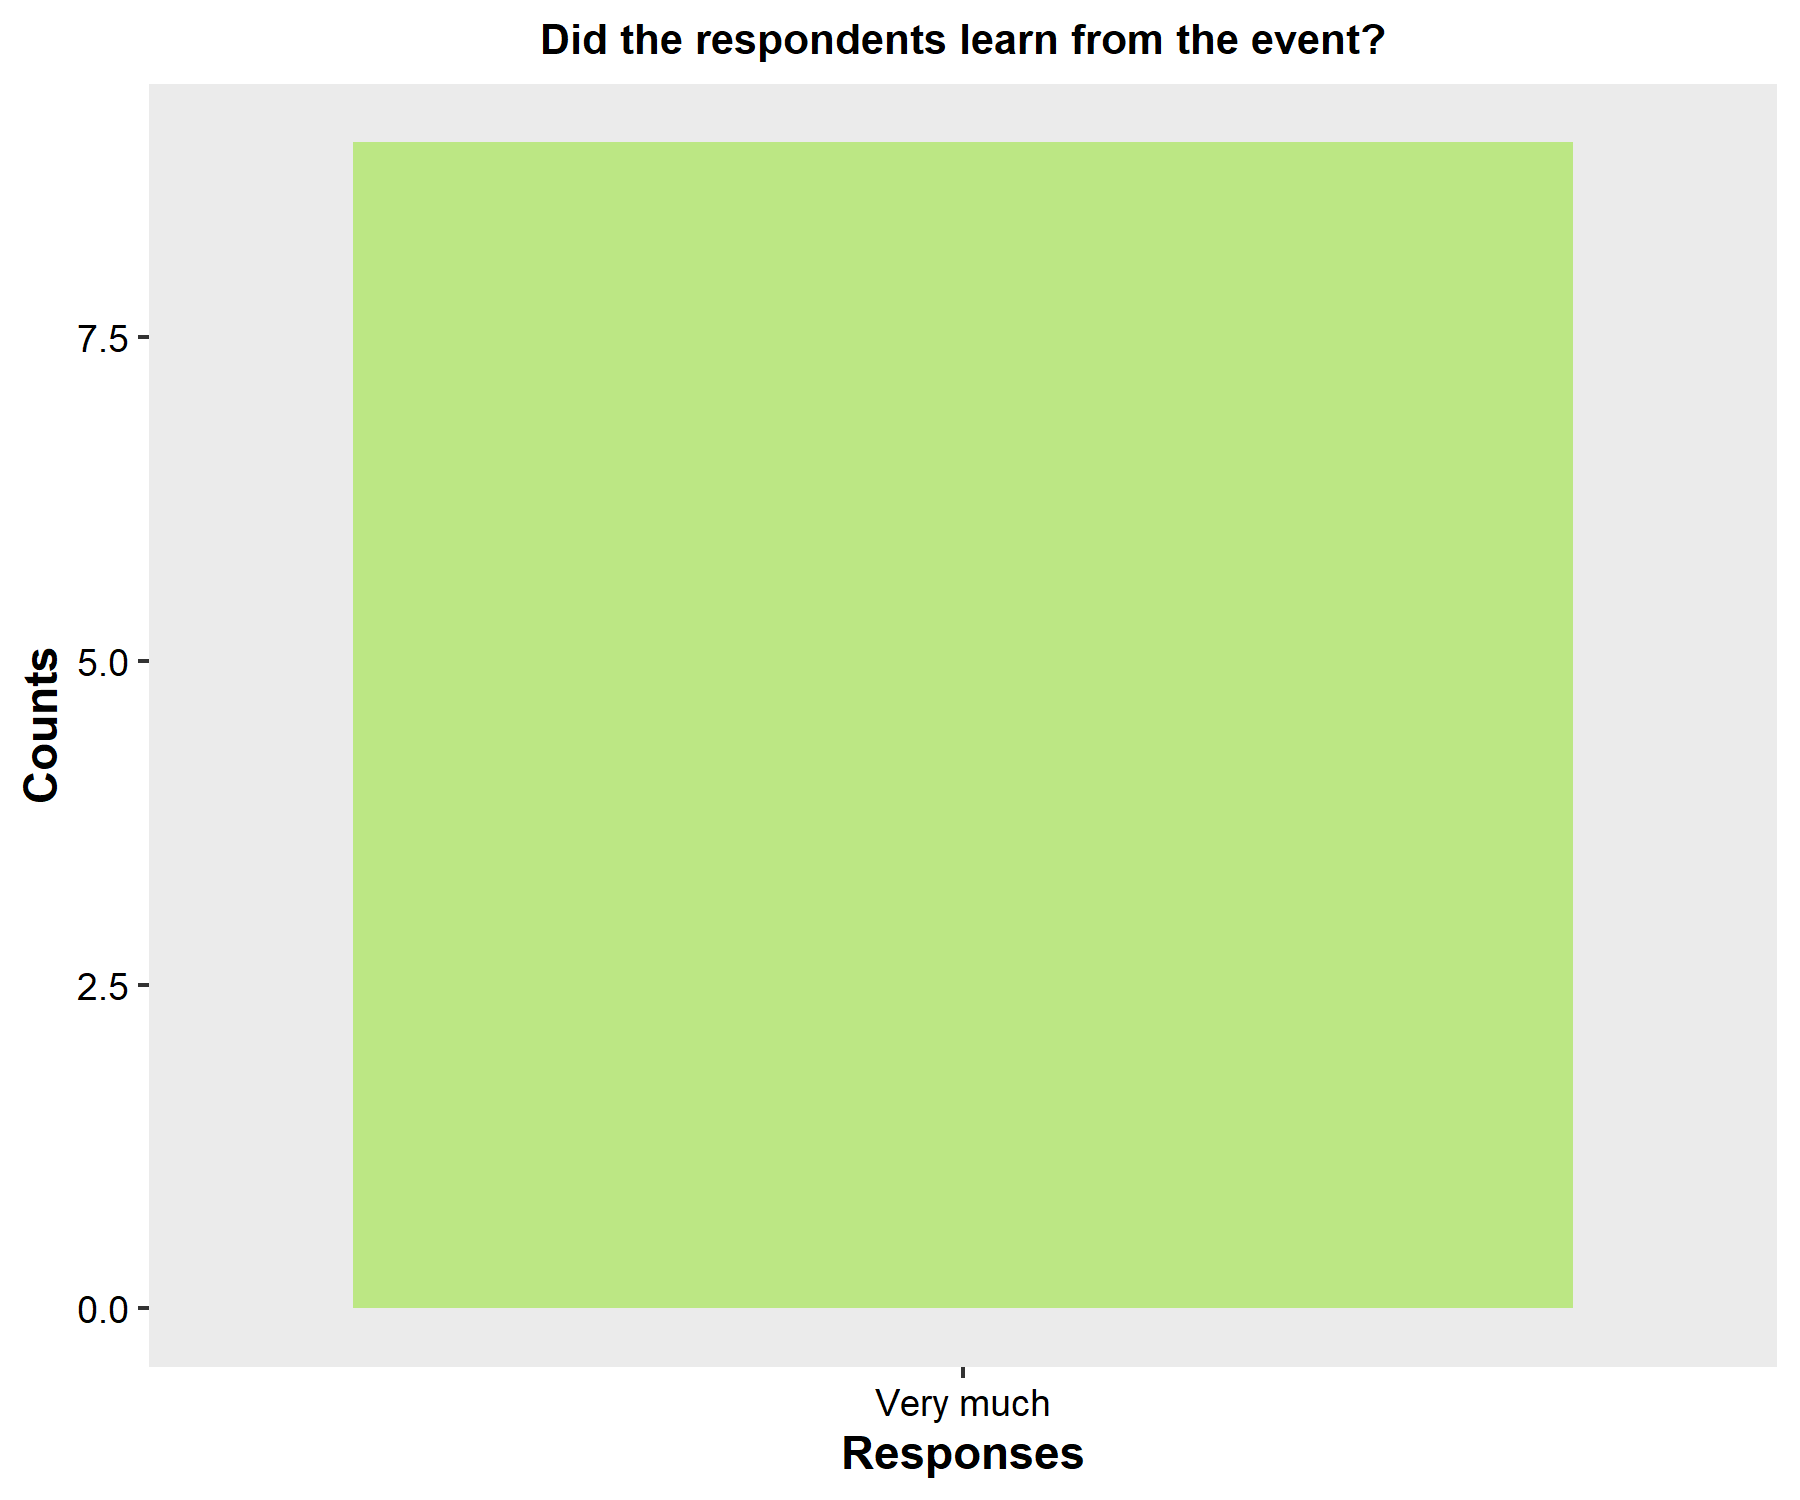 Did the respondents learn from the event?
Counts
7.5
5.0
2.5
0.0
Very much
Responses